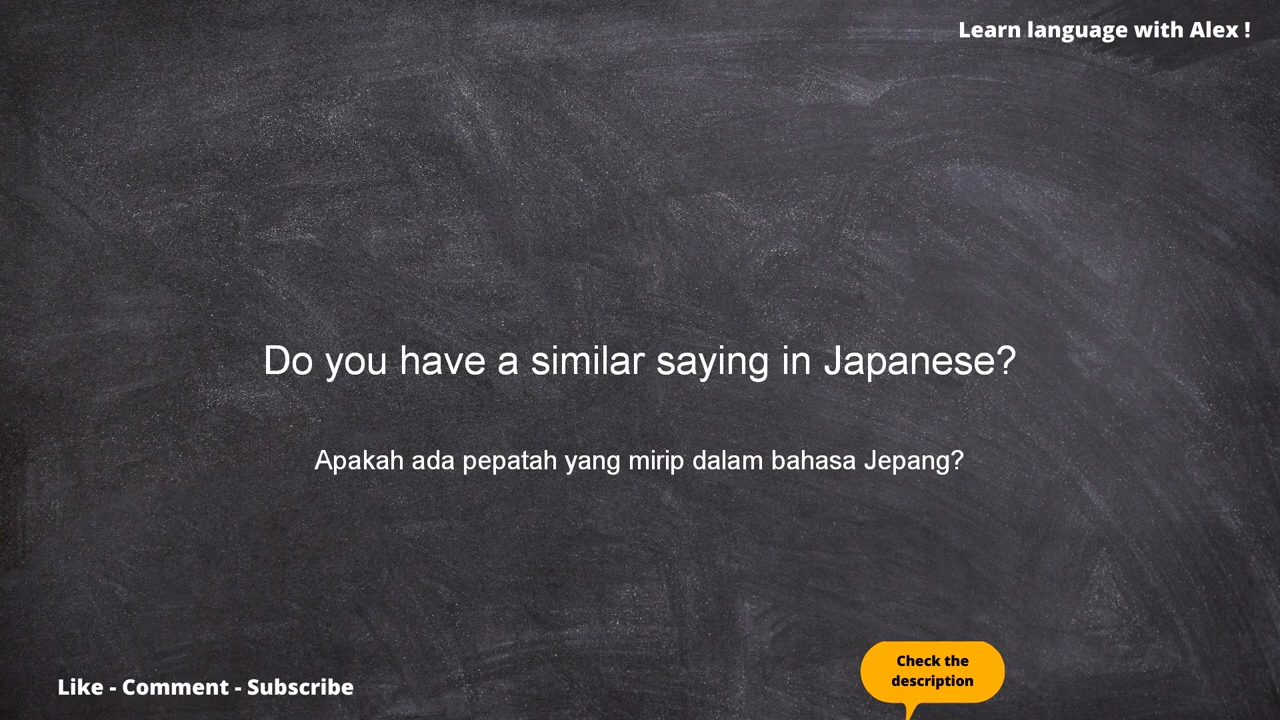 Learn language with Alex !
Do you have a similar saying in Japanese?
Apakah ada pepatah yang mirip dalam bahasa Jepang?
Check the
description
Like - Comment - Subscribe